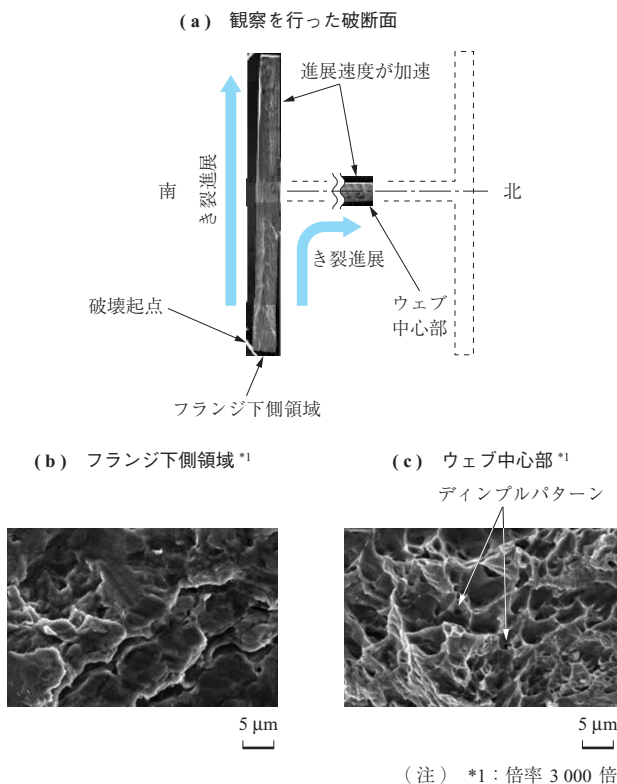 ( a )　観察を行った破断面
進展速度が加速
き裂進展
南
北
き裂進展
破壊起点
ウェブ
中心部
フランジ下側領域
( b )　フランジ下側領域 *1
( c )　ウェブ中心部 *1
ディンプルパターン
5 μm
5 μm
（ 注 ）　*1：倍率 3 000 倍